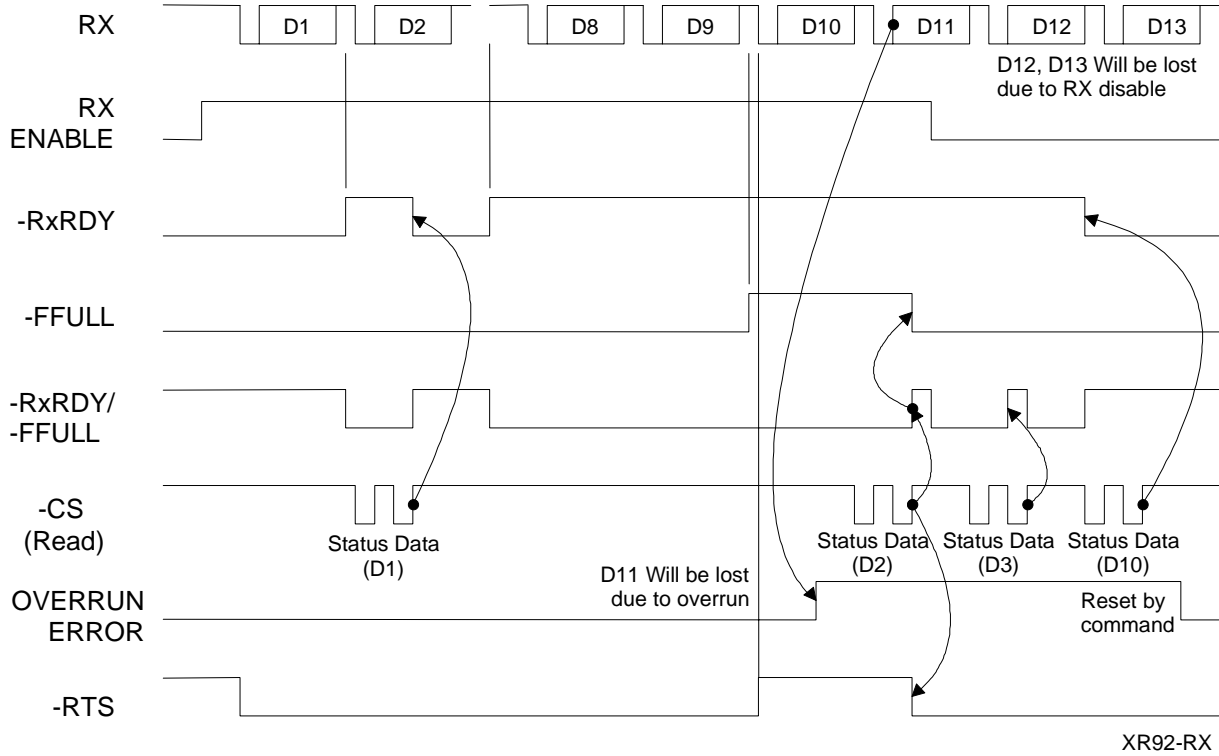 RX
D1
D2
D8
D9
D10
D11
D12
D13
D12, D13 Will be lost
due to RX disable
RX
ENABLE
-RxRDY
-FFULL
-RxRDY/
-FFULL
-CS
(Read)
Status Data
(D1)
Status Data
(D2)
Status Data
(D3)
Status Data
(D10)
D11 Will be lost
due to overrun
OVERRUN
ERROR
Reset by
command
-RTS
XR92-RX